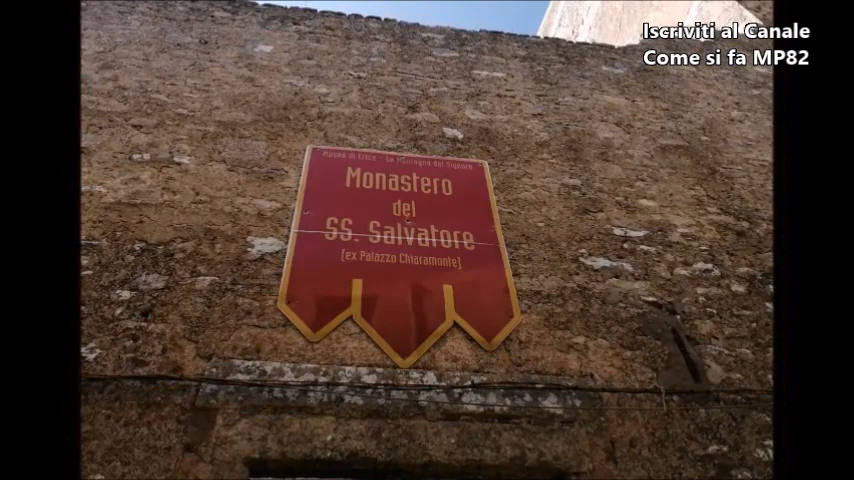 Iscriviti al Canale
Come si fa MP82
Museo di Erice - La Montagna del Signore
Monastero
del
SS. Salvatore
(ex Palazzo Chiaramonte)